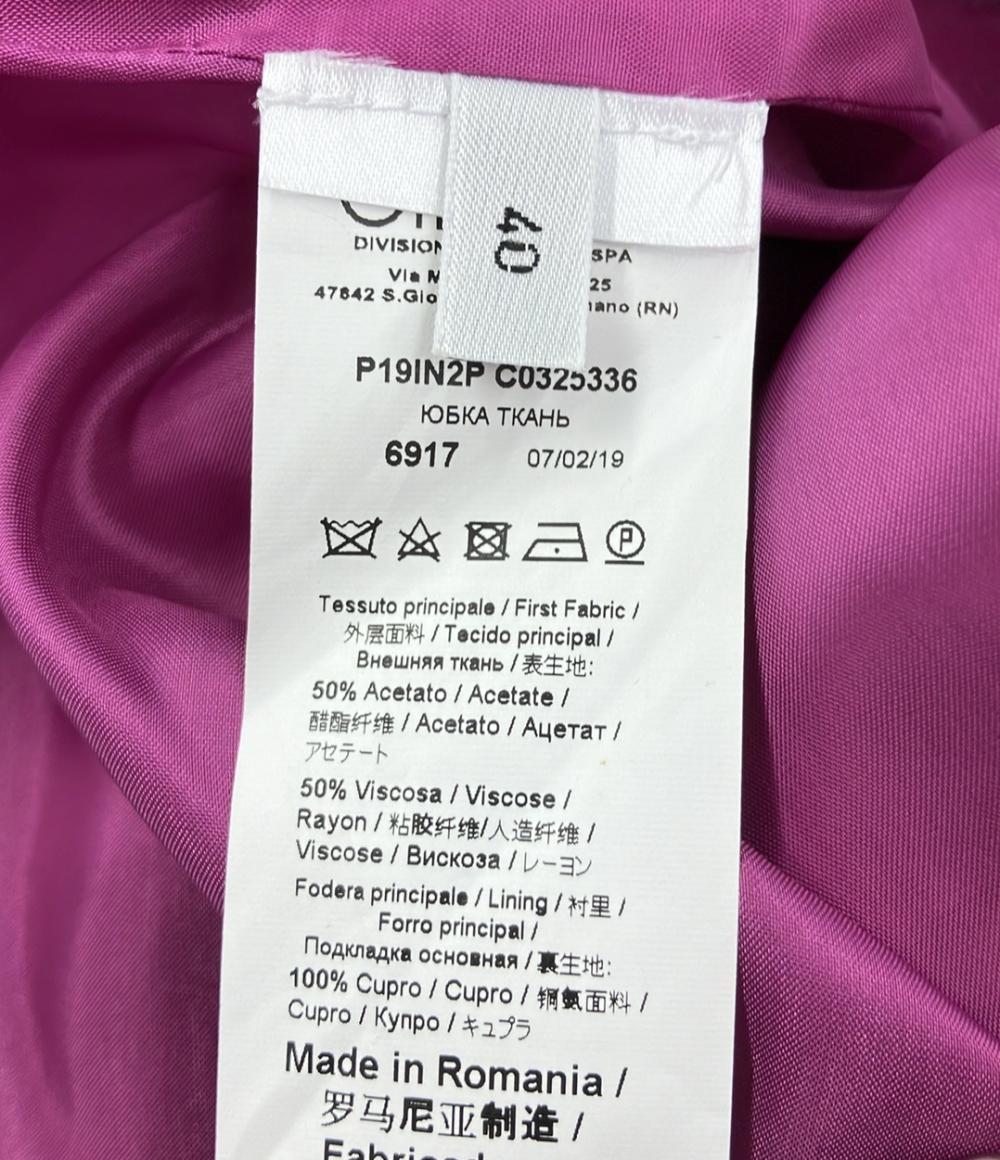 40
DIVISION SPA
Via M 25
47842 S.Gio nano (RN)
P19IN2P C0325336
ЮБКА ТКАНЬ
6917 07/02/19
P
Tessuto principale / First Fabric /
外层面料 / Tecido principal /
Внешняя ткань / 表生地:
50% Acetato / Acetate /
醋酯纤维 / Acetato / Ацетат /
アセテート
50% Viscosa / Viscose /
Rayon / 粘胶纤维/人造纤维 /
Viscose / Вискоза / レーヨン
Fodera principale / Lining / 衬里 /
Forro principal /
Подкладка основная / 裏生地:
100% Cupro / Cupro / 铜氨面料 /
Cupro / Купро / キュプラ
Made in Romania /
罗马尼亚制造 /